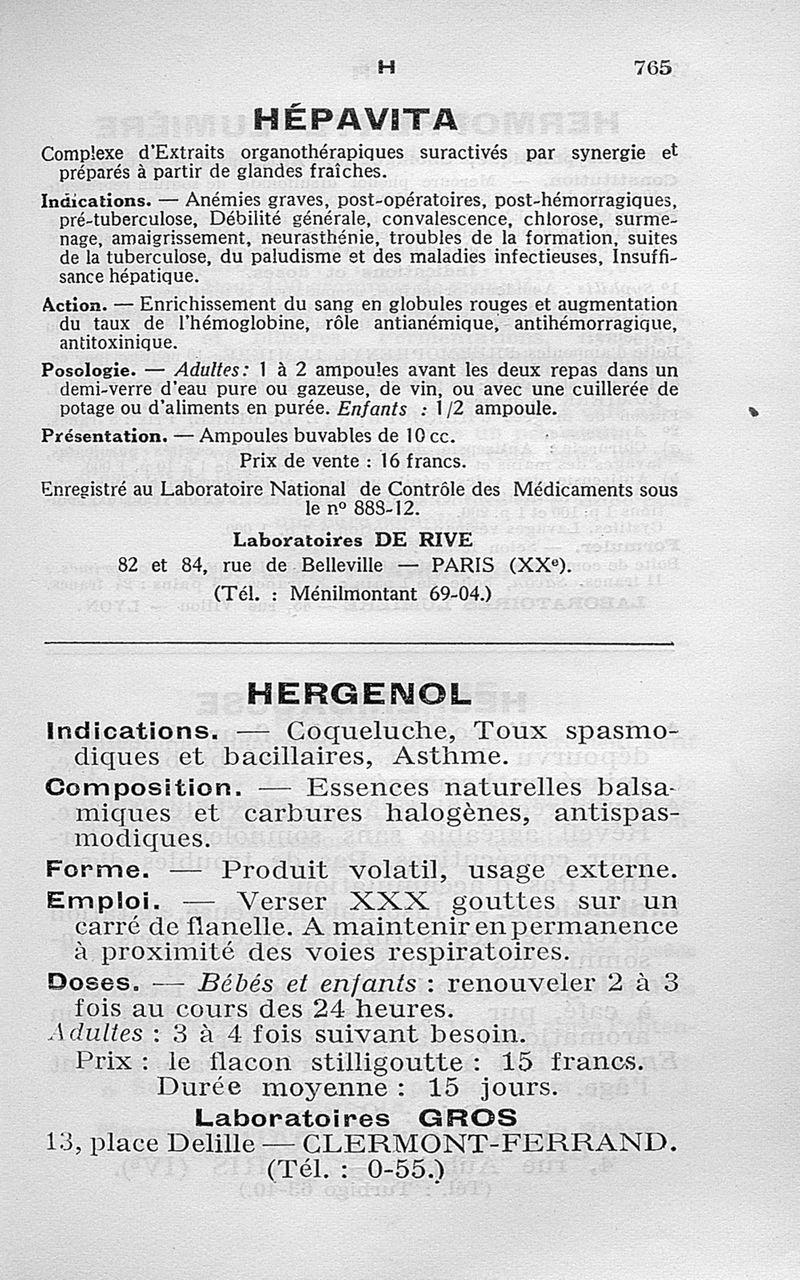 H 765
HÉPAVITA
Complexe d'Extraits organothérapiques suractivés par synergie et
préparés à partir de glandes fraîches.
Indications. — Anémies graves, post-opératoires, post-hémorragiques,
pré-tuberculose, Débilité générale, convalescence, chlorose, surme-
nage, amaigrissement, neurasthénie, troubles de la formation, suites
de la tuberculose, du paludisme et des maladies infectieuses, Insuffi-
sance hépatique.
Action. — Enrichissement du sang en globules rouges et augmentation
du taux de l'hémoglobine, rôle antianémique, antihémorragique,
antitoxinique.
Posologie. — Adultes : 1 à 2 ampoules avant les deux repas dans un
demi-verre d'eau pure ou gazeuse, de vin, ou avec une cuillerée de
potage ou d'aliments en purée. Enfants : 1/2 ampoule.
Présentation. — Ampoules buvables de 10 cc.
Prix de vente : 16 francs.
Enregistré au Laboratoire National de Contrôle des Médicaments sous
le nº 888-12.
Laboratoires DE RIVE
82 et 84, rue de Belleville — PARIS (XXe).
(Tél. : Ménilmontant 69-04.)
HERGENOL
Indications. — Coqueluche, Toux spasmo-
diques et bacillaires, Asthme.
Composition. — Essences naturelles balsa-
miques et carbures halogènes, antispas-
modiques.
Forme. — Produit volatil, usage externe.
Emploi. — Verser XXX gouttes sur un
carré de flanelle. A maintenir en permanence
à proximité des voies respiratoires.
Doses. — Bébés et enfants : renouveler 2 à 3
fois au cours des 24 heures.
Adultes : 3 à 4 fois suivant besoin.
Prix : le flacon stilligoutte : 15 francs.
Durée moyenne : 15 jours.
Laboratoires GROS
13, place Delille — CLERMONT-FERRAND.
(Tél. : 0-55.)